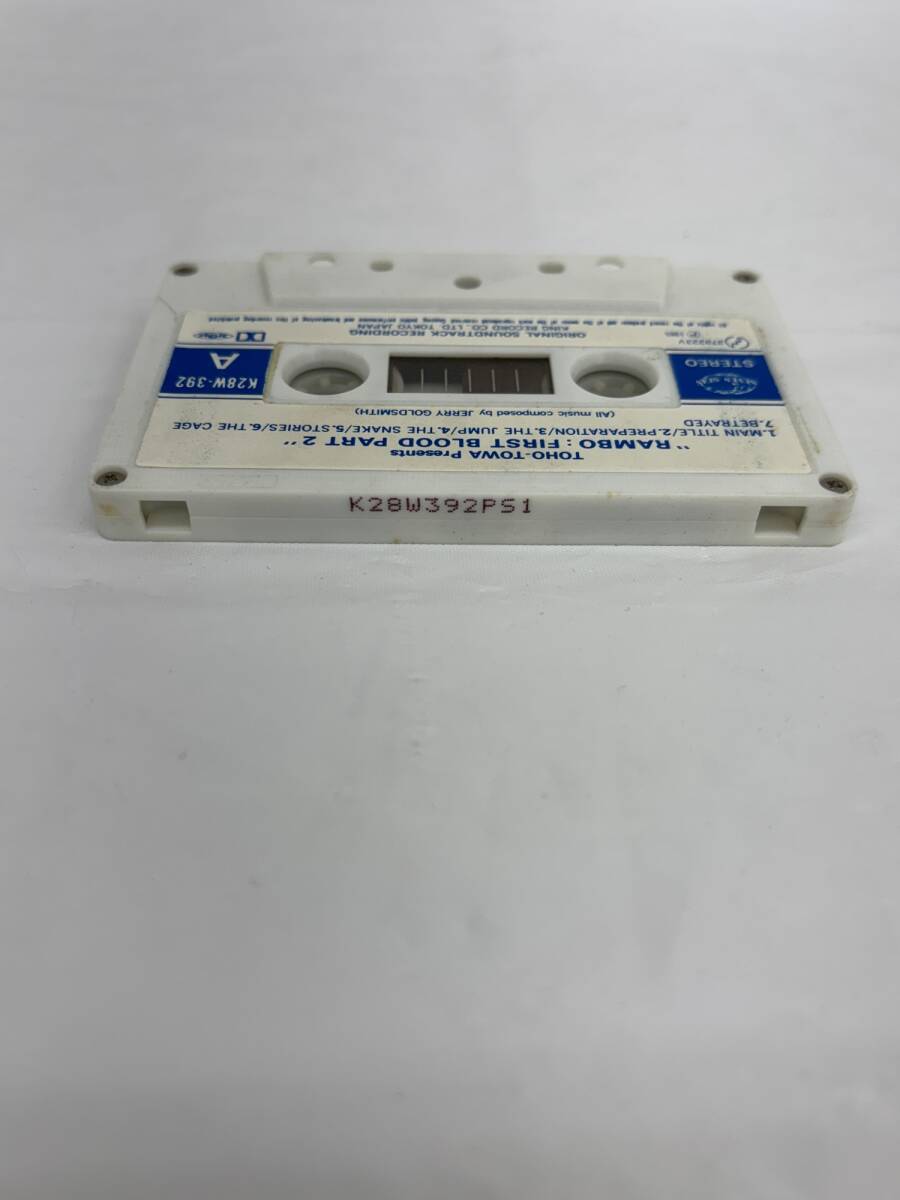 TOHO-TOWA Presents
"RAMBO : FIRST BLOOD PART 2"
1.MAIN TITLE/2.PREPARATION/3.THE JUMP/4.THE SNAKE/5.STORIES/6.THE CAGE
7.BETRAYED
(All music composed by JERRY GOLDSMITH)
STEREO
K28W-392
A
ORIGINAL SOUNDTRACK RECORDING
KING RECORD CO. LTD. TOKYO JAPAN
K28W392PS1